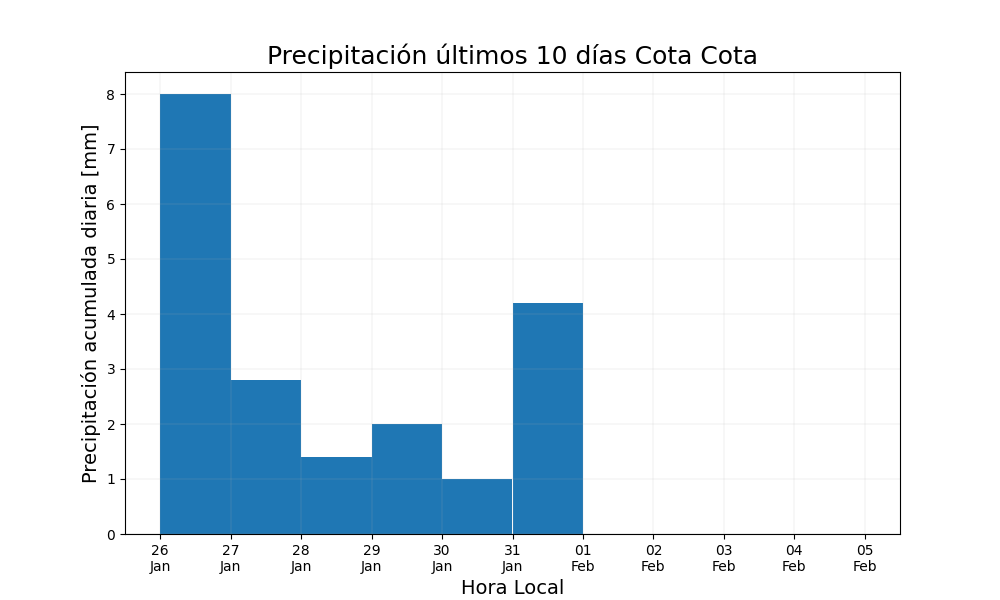 Precipitación últimos 10 días Cota Cota
Precipitación acumulada diaria [mm]
8
7
6
5
4
3
2
1
0
26 27 28 29 30 31 01 02 03 04 05
Jan Jan Jan Jan Jan Jan Feb Feb Feb Feb Feb
Hora Local